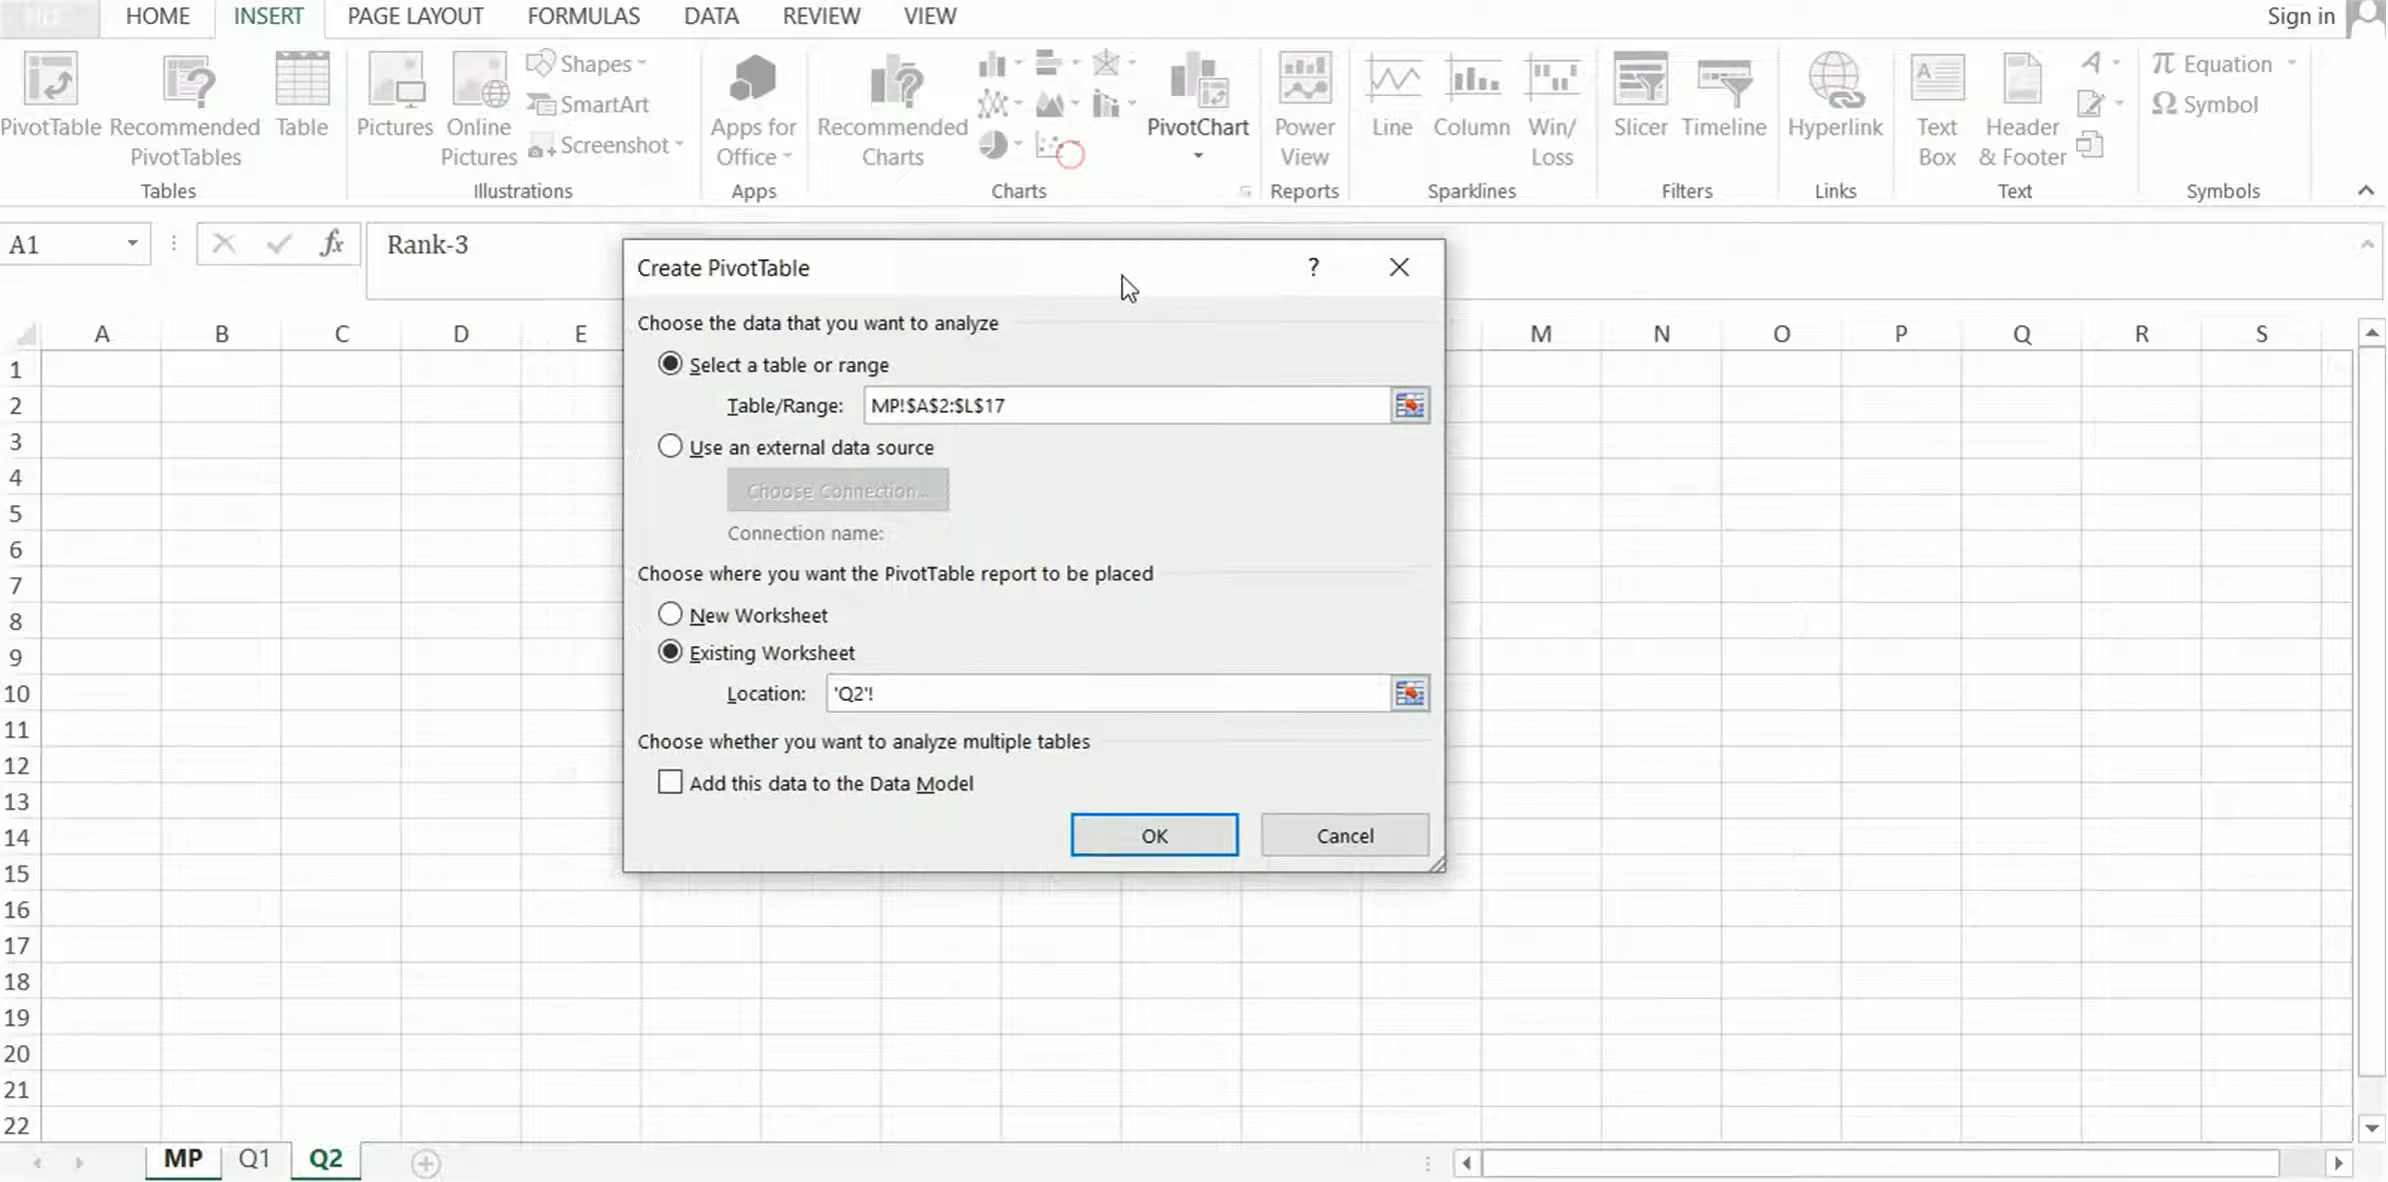 HOME INSERT PAGE LAYOUT FORMULAS DATA REVIEW VIEW Sign in
PivotTable
Recommended
PivotTables
Table
Tables
Pictures
Online
Pictures
Shapes
SmartArt
Screenshot
Illustrations
Apps for
Office
Apps
Recommended
Charts
PivotChart
Charts
Power
View
Reports
Line
Column
Win/
Loss
Sparklines
Slicer
Timeline
Filters
Hyperlink
Links
Text
Box
Header
& Footer
Text
Equation
Symbol
Symbols
A1 fx Rank-3
A B C D E M N O P Q R S
1
2
3
4
5
6
7
8
9
10
11
12
13
14
15
16
17
18
19
20
21
22
Create PivotTable ?
Choose the data that you want to analyze
Select a table or range
Table/Range: MP!$A$2:$L$17
Use an external data source
Choose Connection...
Connection name:
Choose where you want the PivotTable report to be placed
New Worksheet
Existing Worksheet
Location: 'Q2'!
Choose whether you want to analyze multiple tables
Add this data to the Data Model
OK Cancel
MP Q1 Q2